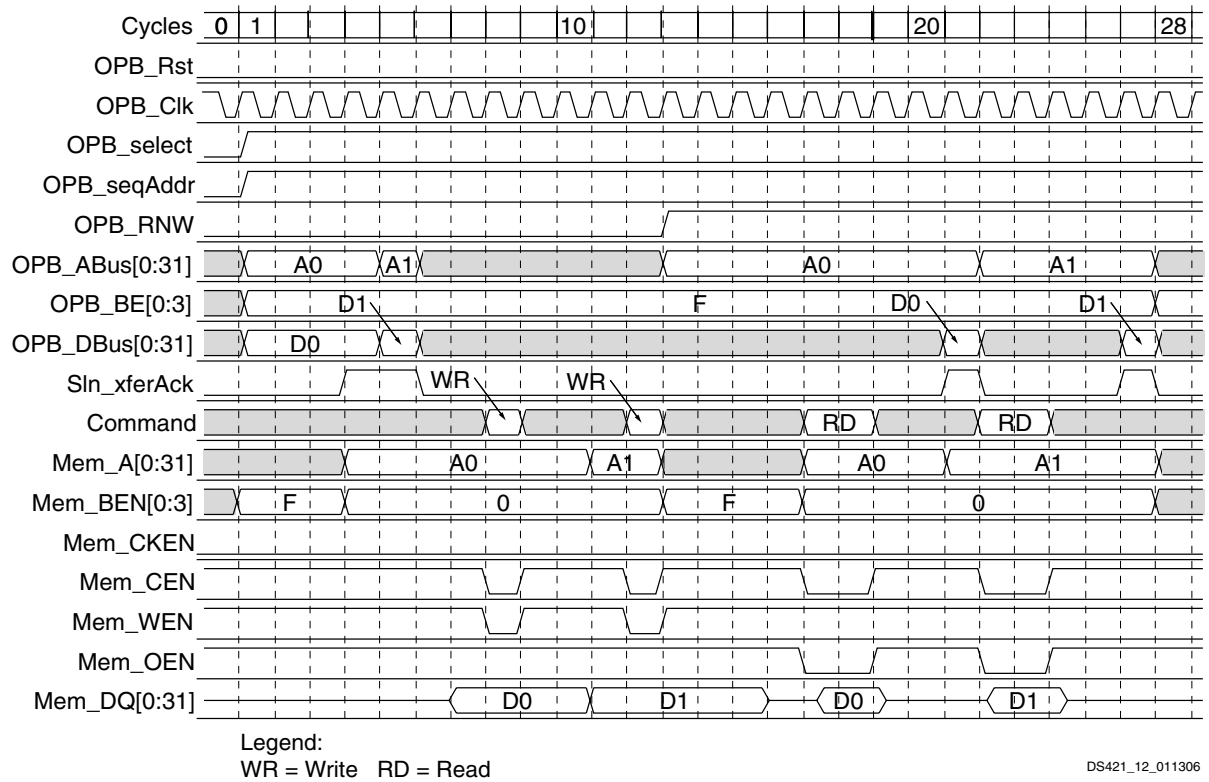 Cycles 0 1 10 20 28
OPB_Rst
OPB_Clk
OPB_select
OPB_seqAddr
OPB_RNW
OPB_ABus[0:31] A0 A1 A0 A1
OPB_BE[0:3] D1 F D0 D1
OPB_DBus[0:31] D0
Sln_xferAck WR WR
Command RD RD
Mem_A[0:31] A0 A1 A0 A1
Mem_BEN[0:3] F 0 F 0
Mem_CKEN
Mem_CEN
Mem_WEN
Mem_OEN
Mem_DQ[0:31] D0 D1 D0 D1
Legend:
WR = Write RD = Read
DS421_12_011306